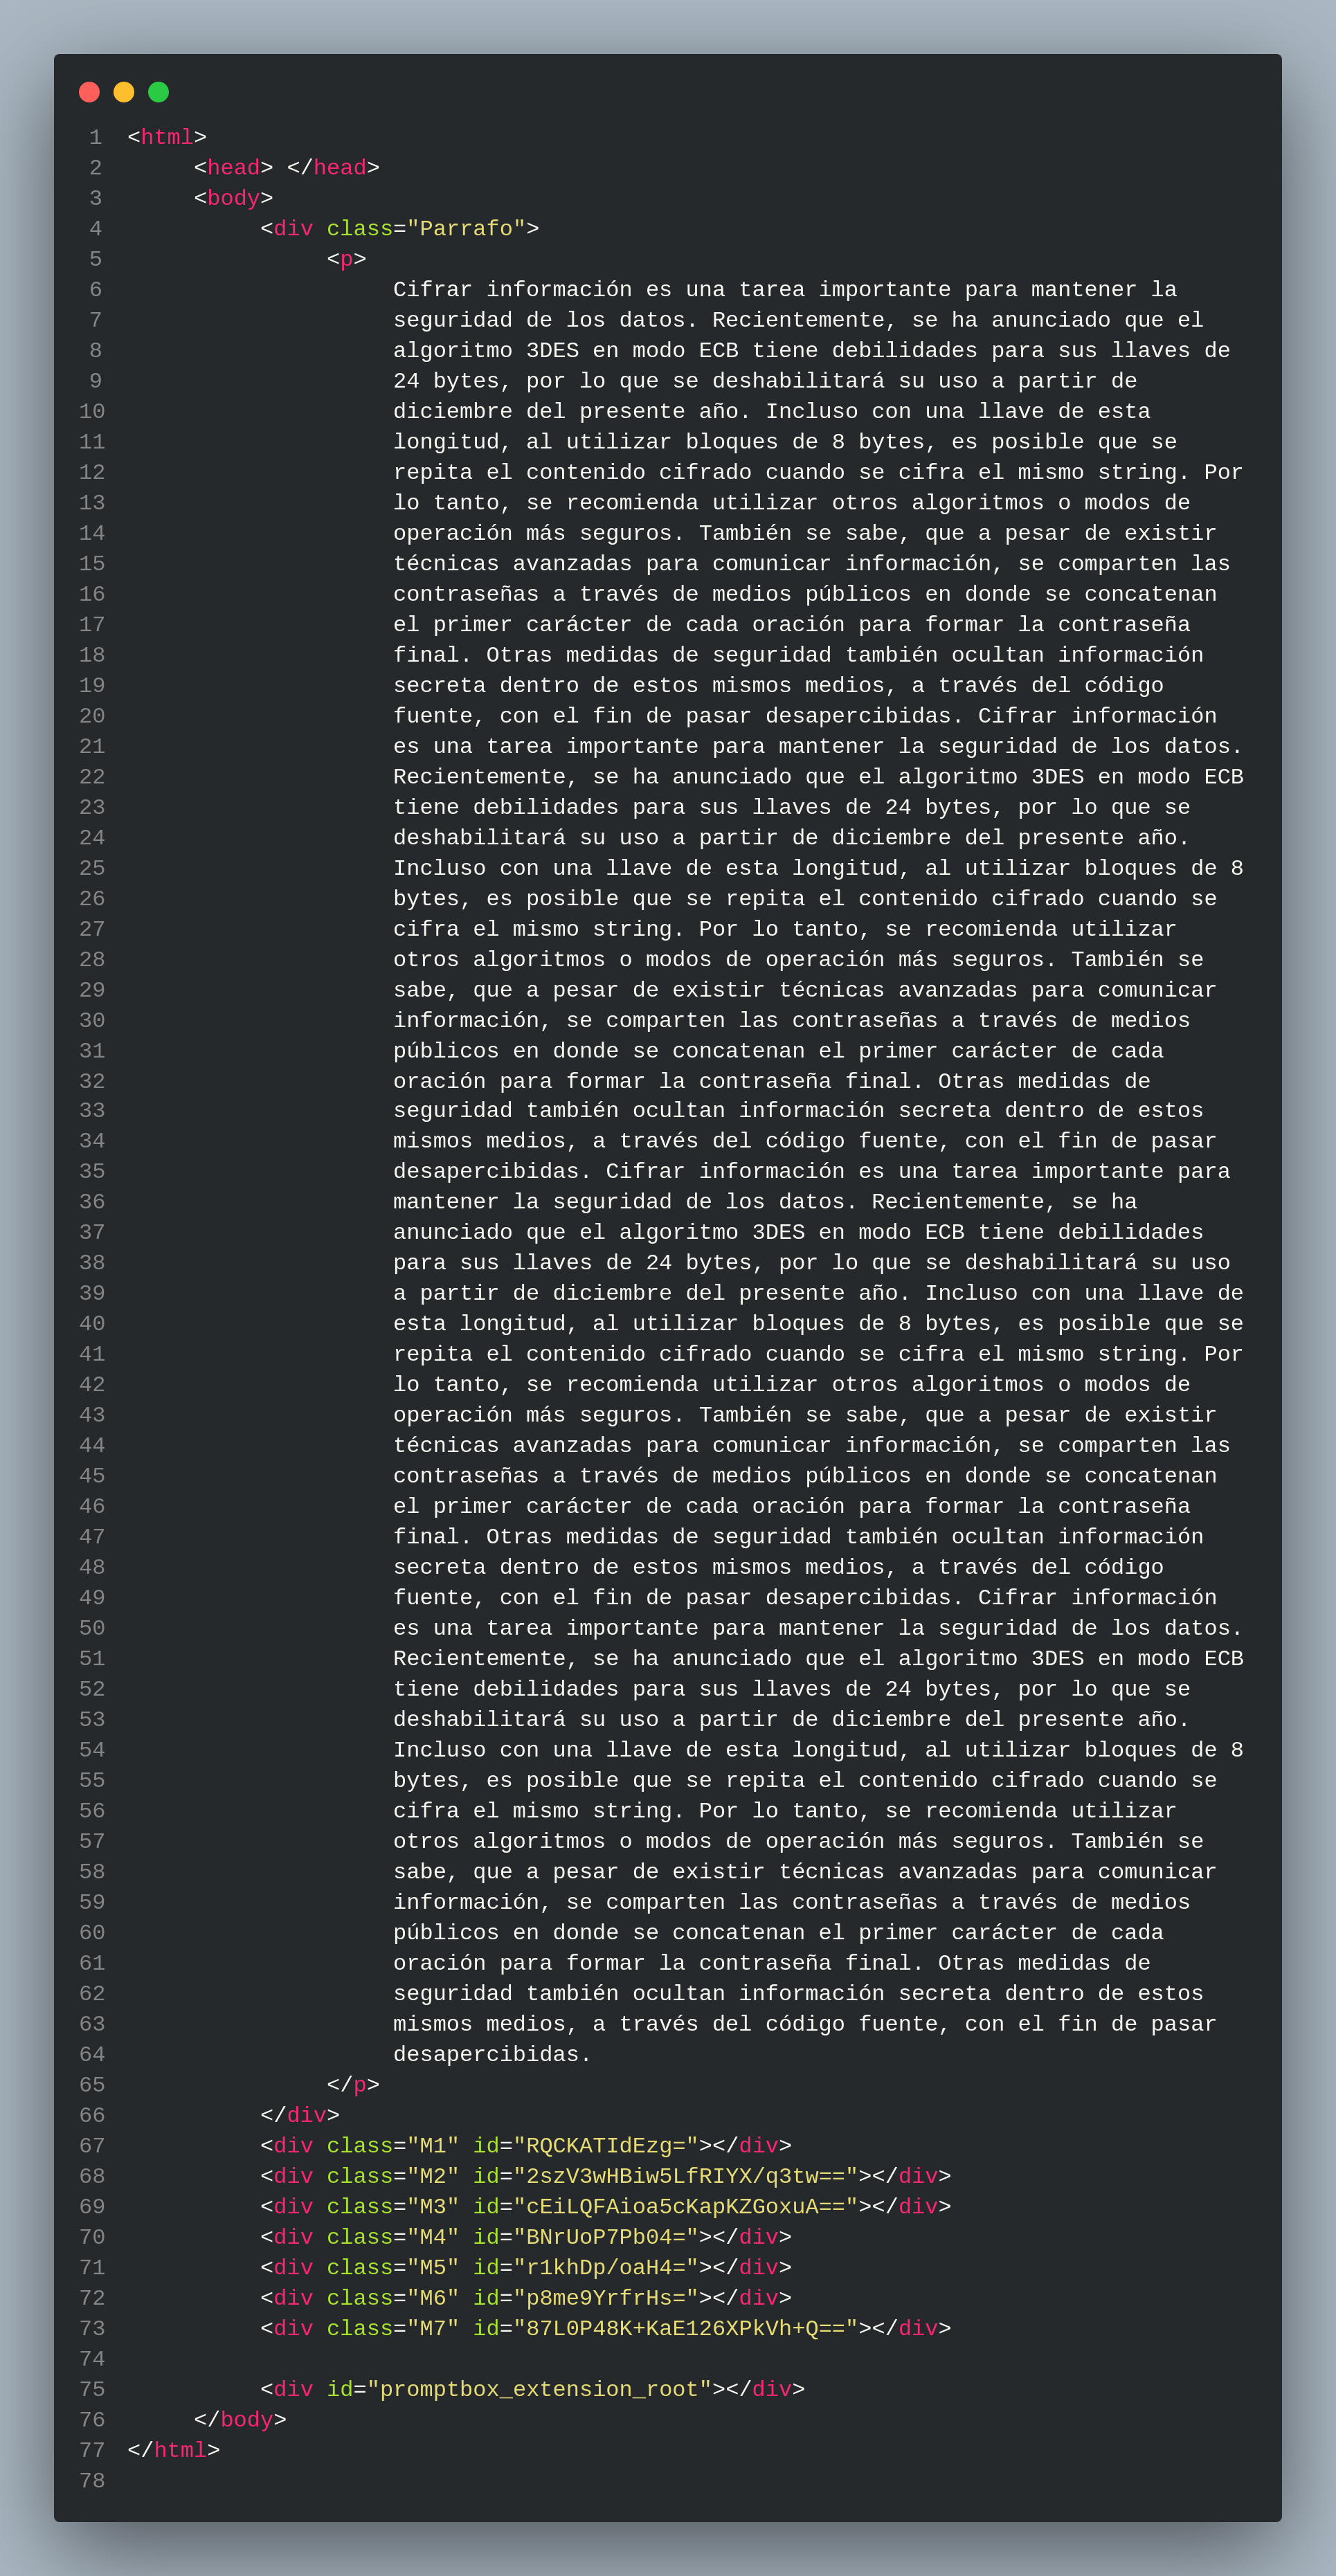 1 <html>
2 <head> </head>
3 <body>
4 <div class="Parrafo">
5 <p>
6 Cifrar información es una tarea importante para mantener la
7 seguridad de los datos. Recientemente, se ha anunciado que el
8 algoritmo 3DES en modo ECB tiene debilidades para sus llaves de
9 24 bytes, por lo que se deshabilitará su uso a partir de
10 diciembre del presente año. Incluso con una llave de esta
11 longitud, al utilizar bloques de 8 bytes, es posible que se
12 repita el contenido cifrado cuando se cifra el mismo string. Por
13 lo tanto, se recomienda utilizar otros algoritmos o modos de
14 operación más seguros. También se sabe, que a pesar de existir
15 técnicas avanzadas para comunicar información, se comparten las
16 contraseñas a través de medios públicos en donde se concatenan
17 el primer carácter de cada oración para formar la contraseña
18 final. Otras medidas de seguridad también ocultan información
19 secreta dentro de estos mismos medios, a través del código
20 fuente, con el fin de pasar desapercibidas. Cifrar información
21 es una tarea importante para mantener la seguridad de los datos.
22 Recientemente, se ha anunciado que el algoritmo 3DES en modo ECB
23 tiene debilidades para sus llaves de 24 bytes, por lo que se
24 deshabilitará su uso a partir de diciembre del presente año.
25 Incluso con una llave de esta longitud, al utilizar bloques de 8
26 bytes, es posible que se repita el contenido cifrado cuando se
27 cifra el mismo string. Por lo tanto, se recomienda utilizar
28 otros algoritmos o modos de operación más seguros. También se
29 sabe, que a pesar de existir técnicas avanzadas para comunicar
30 información, se comparten las contraseñas a través de medios
31 públicos en donde se concatenan el primer carácter de cada
32 oración para formar la contraseña final. Otras medidas de
33 seguridad también ocultan información secreta dentro de estos
34 mismos medios, a través del código fuente, con el fin de pasar
35 desapercibidas. Cifrar información es una tarea importante para
36 mantener la seguridad de los datos. Recientemente, se ha
37 anunciado que el algoritmo 3DES en modo ECB tiene debilidades
38 para sus llaves de 24 bytes, por lo que se deshabilitará su uso
39 a partir de diciembre del presente año. Incluso con una llave de
40 esta longitud, al utilizar bloques de 8 bytes, es posible que se
41 repita el contenido cifrado cuando se cifra el mismo string. Por
42 lo tanto, se recomienda utilizar otros algoritmos o modos de
43 operación más seguros. También se sabe, que a pesar de existir
44 técnicas avanzadas para comunicar información, se comparten las
45 contraseñas a través de medios públicos en donde se concatenan
46 el primer carácter de cada oración para formar la contraseña
47 final. Otras medidas de seguridad también ocultan información
48 secreta dentro de estos mismos medios, a través del código
49 fuente, con el fin de pasar desapercibidas. Cifrar información
50 es una tarea importante para mantener la seguridad de los datos.
51 Recientemente, se ha anunciado que el algoritmo 3DES en modo ECB
52 tiene debilidades para sus llaves de 24 bytes, por lo que se
53 deshabilitará su uso a partir de diciembre del presente año.
54 Incluso con una llave de esta longitud, al utilizar bloques de 8
55 bytes, es posible que se repita el contenido cifrado cuando se
56 cifra el mismo string. Por lo tanto, se recomienda utilizar
57 otros algoritmos o modos de operación más seguros. También se
58 sabe, que a pesar de existir técnicas avanzadas para comunicar
59 información, se comparten las contraseñas a través de medios
60 públicos en donde se concatenan el primer carácter de cada
61 oración para formar la contraseña final. Otras medidas de
62 seguridad también ocultan información secreta dentro de estos
63 mismos medios, a través del código fuente, con el fin de pasar
64 desapercibidas.
65 </p>
66 </div>
67 <div class="M1" id="RQCKATIdEzg="></div>
68 <div class="M2" id="2szV3wHBiw5LfRIYX/q3tw=="></div>
69 <div class="M3" id="cEiLQFAioa5cKapKZGoxuA=="></div>
70 <div class="M4" id="BNrUoP7Pb04="></div>
71 <div class="M5" id="r1khDp/oaH4="></div>
72 <div class="M6" id="p8me9YrfrHs="></div>
73 <div class="M7" id="87L0P48K+KaE126XPkVh+Q=="></div>
74
75 <div id="promptbox_extension_root"></div>
76 </body>
77 </html>
78